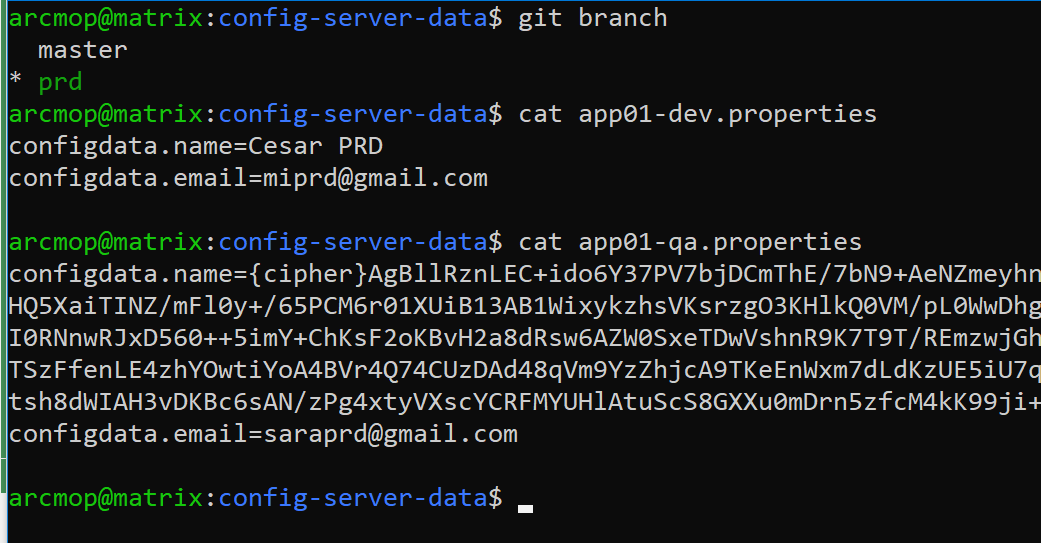 arcmop@matrix:config-server-data$ git branch
  master
* prd
arcmop@matrix:config-server-data$ cat app01-dev.properties
configdata.name=Cesar PRD
configdata.email=miprd@gmail.com

arcmop@matrix:config-server-data$ cat app01-qa.properties
configdata.name={cipher}AgBllRznLEC+ido6Y37PV7bjDCmThE/7bN9+AeNZmeyhn
HQ5XaiTINZ/mFl0y+/65PCM6r01XUiB13AB1WixykzhsVKsrzgO3KHlkQ0VM/pL0WwDhg
I0RNnwRJxD560++5imY+ChKsF2oKBvH2a8dRsw6AZW0SxeTDwVshnR9K7T9T/REmzwjGh
TSzFfenLE4zhYOwtiYoA4BVr4Q74CUzDAd48qVm9YzZhjcA9TKeEnWxm7dLdKzUE5iU7q
tsh8dWIAH3vDKBc6sAN/zPg4xtyVXscYCRFMYUHlAtuScS8GXXu0mDrn5zfcM4kK99ji+
configdata.email=saraprd@gmail.com

arcmop@matrix:config-server-data$